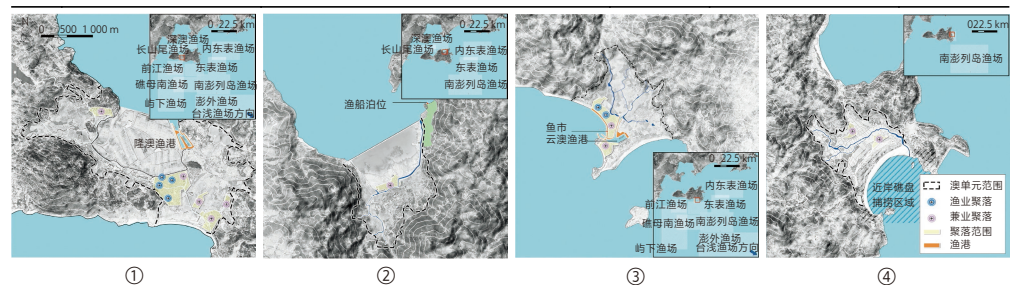 N
0 500 1 000 m
0 22.5 km
深澳渔场
长山尾渔场 内东表渔场
前江渔场 东表渔场
礁母南渔场 南澎列岛渔场
屿下渔场 澎外渔场
台浅渔场方向
隆澳渔港
①
0 22.5 km
深澳渔场
长山尾渔场 内东表渔场
东表渔场
南澎列岛渔场
渔船泊位
②
鱼市
云澳渔港
0 22.5 km
内东表渔场
前江渔场 东表渔场
礁母南渔场 南澎列岛渔场
澎外渔场
屿下渔场 台浅渔场方向
③
022.5 km
南澎列岛渔场
近岸礁盘
捕捞区域
澳单元范围
渔业聚落
兼业聚落
聚落范围
渔港
④